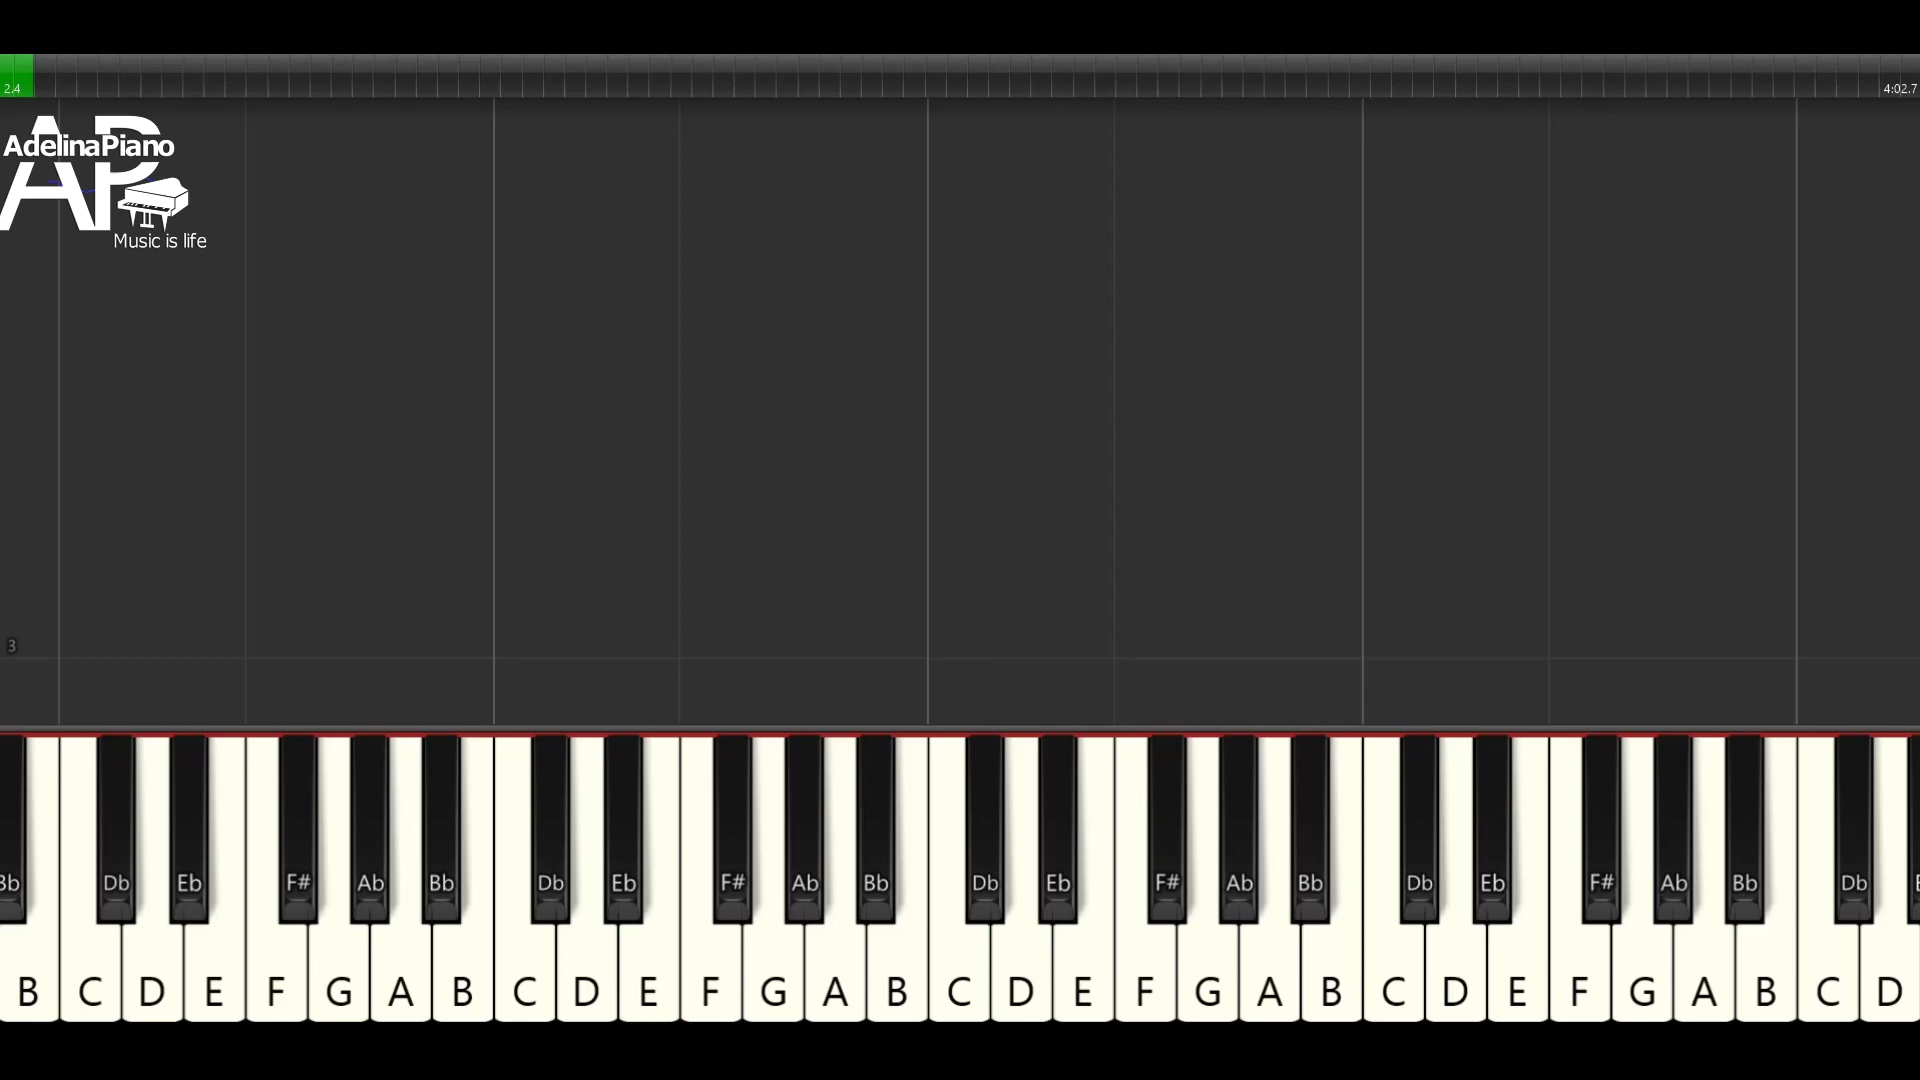 2.4
4:02.7
AP
AdelinaPiano
Music is life
3
Bb Db Eb F# Ab Bb Db Eb F# Ab Bb Db Eb F# Ab Bb Db Eb F# Ab Bb Db
B C D E F G A B C D E F G A B C D E F G A B C D E F G A B C D